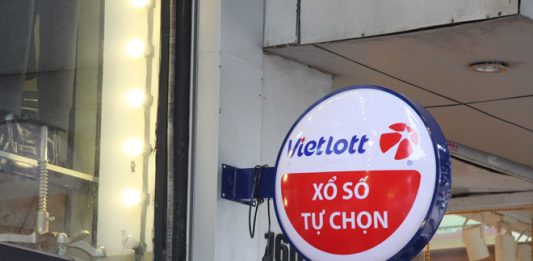 Vietlott
XỔ SỐ
TỰ CHỌN